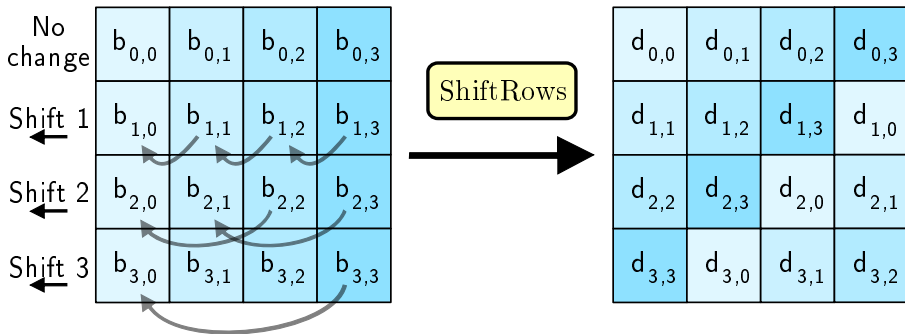 No
change
b0,0 b0,1 b0,2 b0,3
d0,0 d0,1 d0,2 d0,3
ShiftRows
Shift 1
b1,0 b1,1 b1,2 b1,3
d1,1 d1,2 d1,3 d1,0
Shift 2
b2,0 b2,1 b2,2 b2,3
d2,2 d2,3 d2,0 d2,1
Shift 3
b3,0 b3,1 b3,2 b3,3
d3,3 d3,0 d3,1 d3,2